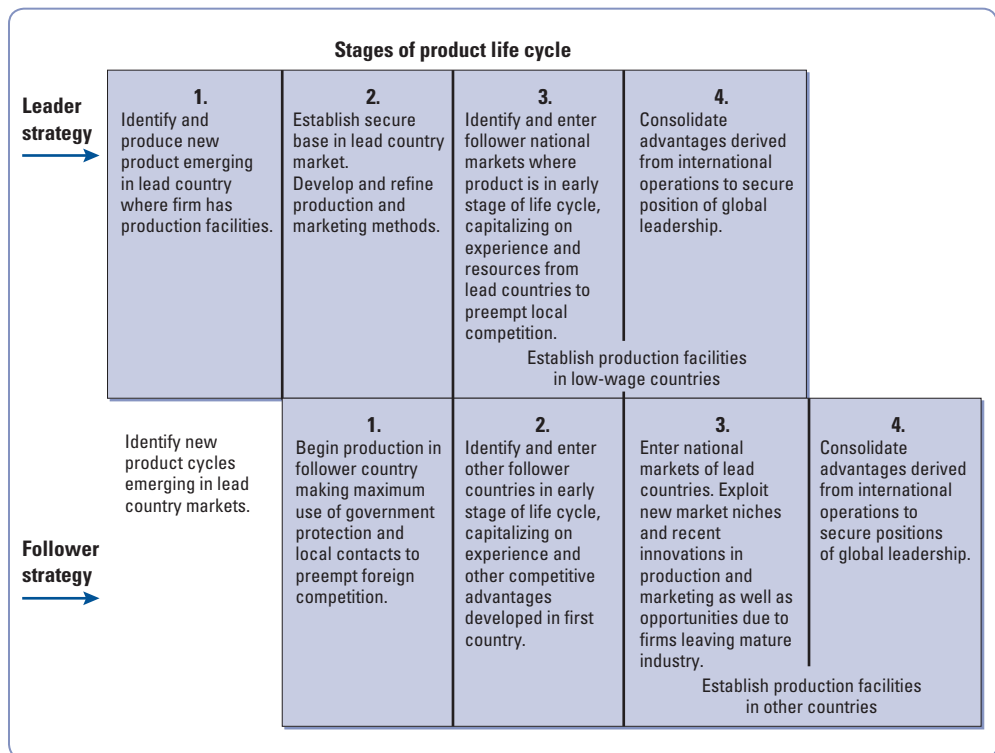 Stages of product life cycle
Leader
strategy
1.
Identify and
produce new
product emerging
in lead country
where firm has
production facilities.
2.
Establish secure
base in lead country
market.
Develop and refine
production and
marketing methods.
3.
Identify and enter
follower national
markets where
product is in early
stage of life cycle,
capitalizing on
experience and
resources from
lead countries to
preempt local
competition.
4.
Consolidate
advantages derived
from international
operations to secure
position of global
leadership.
Establish production facilities
in low-wage countries
Follower
strategy
Identify new
product cycles
emerging in lead
country markets.
1.
Begin production in
follower country
making maximum
use of government
protection and
local contacts to
preempt foreign
competition.
2.
Identify and enter
other follower
countries in early
stage of life cycle,
capitalizing on
experience and
other competitive
advantages
developed in first
country.
3.
Enter national
markets of lead
countries. Exploit
new market niches
and recent
innovations in
production and
marketing as well as
opportunities due to
firms leaving mature
industry.
4.
Consolidate
advantages derived
from international
operations to
secure positions
of global leadership.
Establish production facilities
in other countries